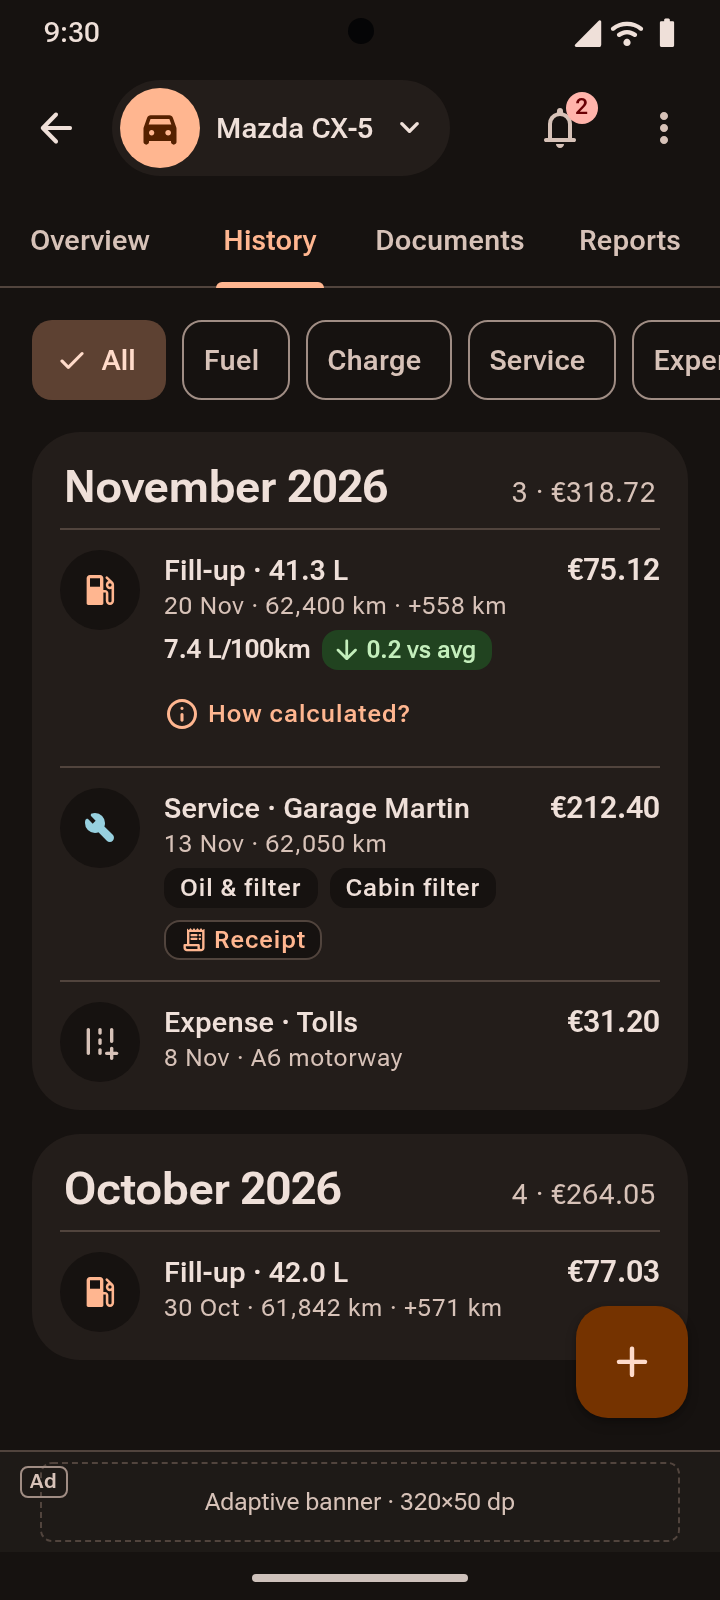 9:30
Mazda CX-5
2
Overview History Documents Reports
All Fuel Charge Service Exper
November 2026 3 · €318.72
Fill-up · 41.3 L €75.12
20 Nov · 62,400 km · +558 km
7.4 L/100km ↓ 0.2 vs avg
How calculated?
Service · Garage Martin €212.40
13 Nov · 62,050 km
Oil & filter Cabin filter
Receipt
Expense · Tolls €31.20
8 Nov · A6 motorway
October 2026 4 · €264.05
Fill-up · 42.0 L €77.03
30 Oct · 61,842 km · +571 km
Ad
Adaptive banner · 320×50 dp